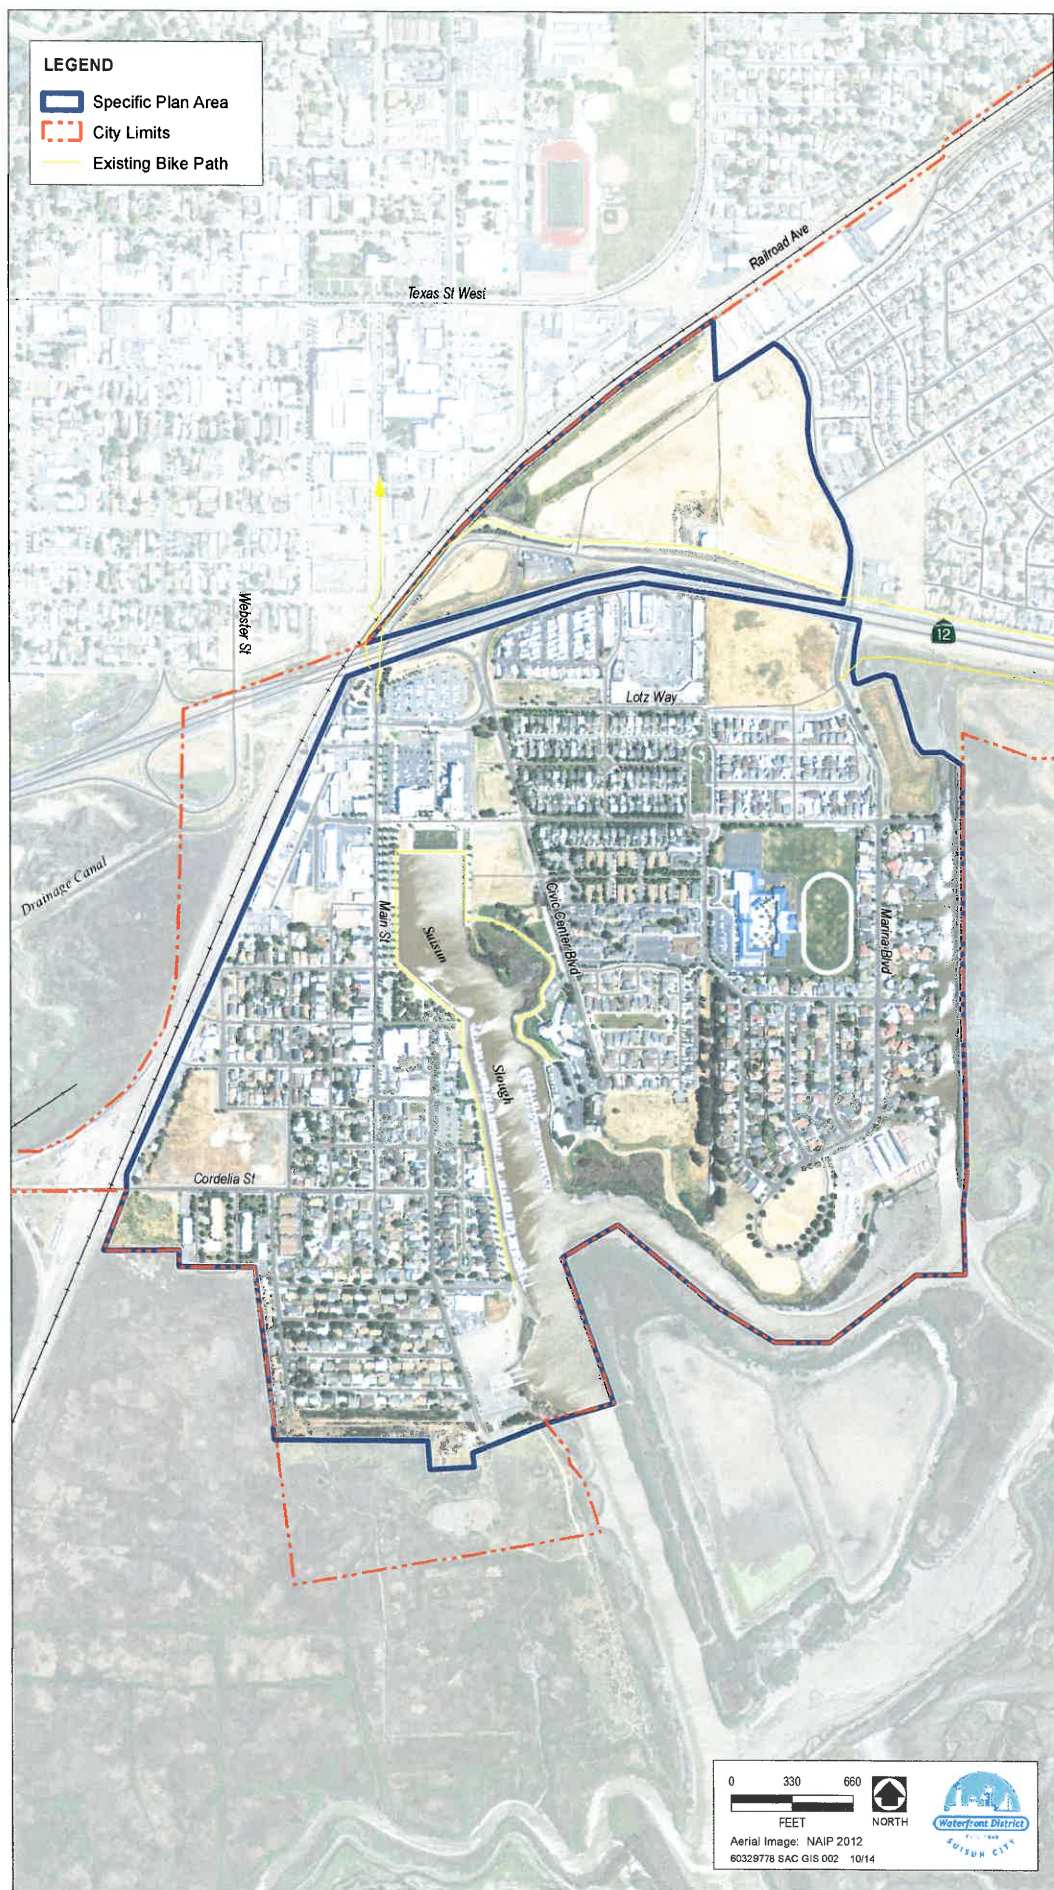 LEGEND
Specific Plan Area
City Limits
Existing Bike Path
Railroad Ave
Texas St West
Webster St
12
Lotz Way
Drainage Canal
Main St
Suisun
Civic Center Blvd
Marina Blvd
Slough
Cordelia St
0 330 660
FEET
NORTH
Aerial Image: NAIP 2012
60329778 SAC GIS 002 10/14
Waterfront District
SUISUN CITY